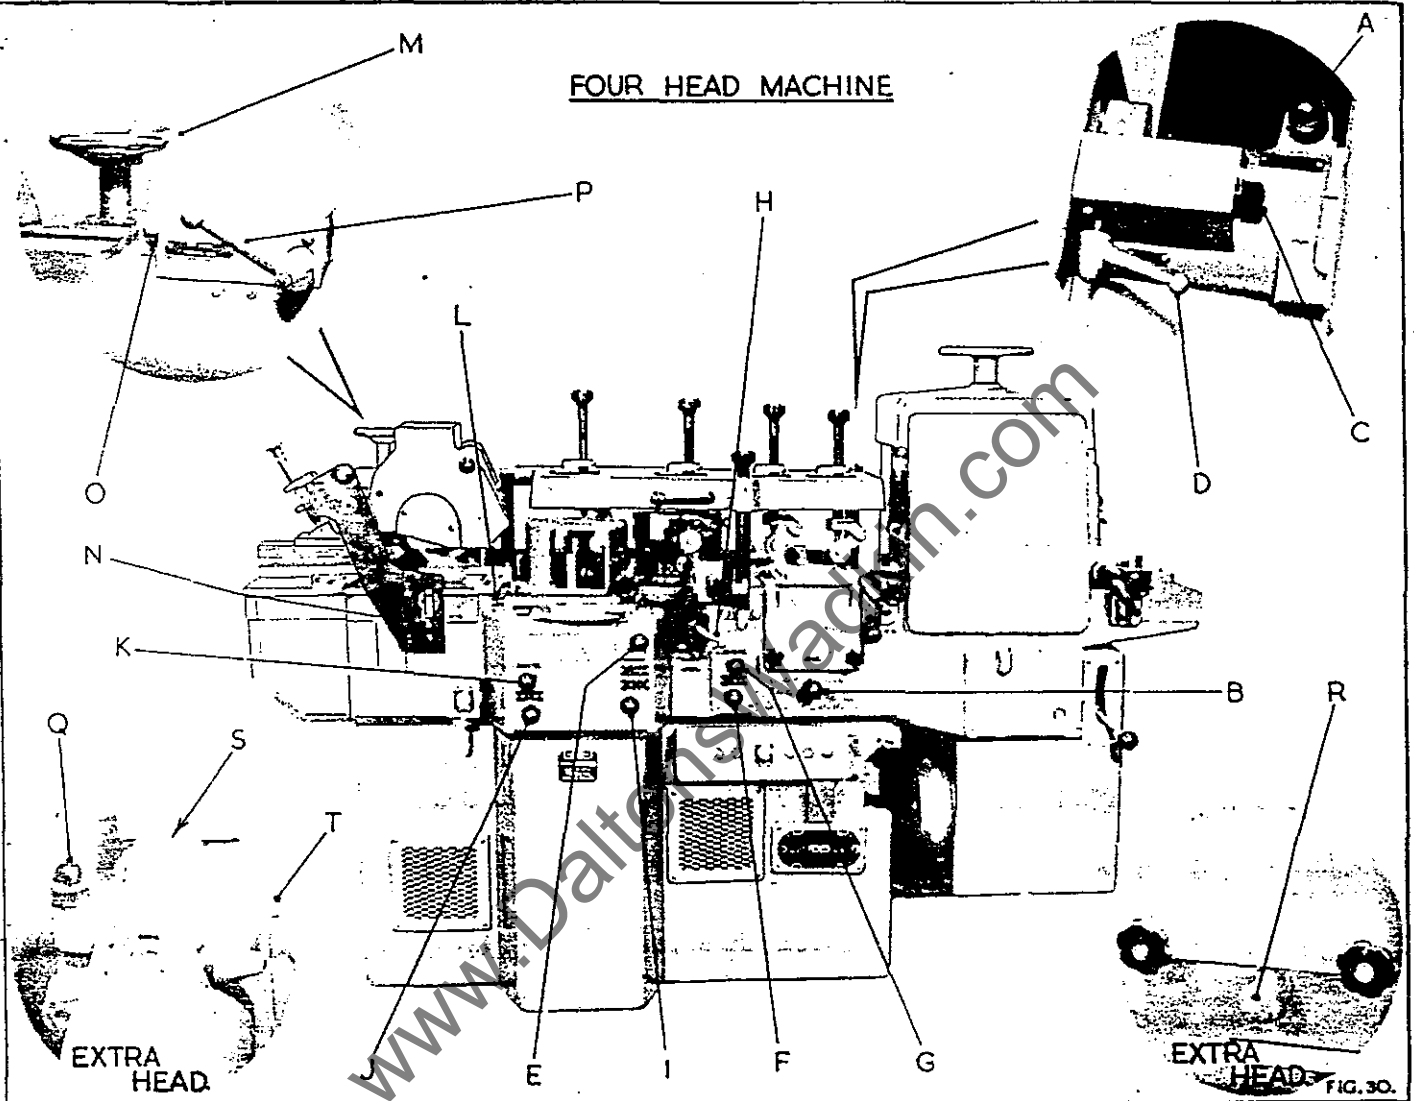 FOUR HEAD MACHINE
A
M
P
H
L
C
D
O
N
K
B
R
Q
S
T
J
E
I
F
G
EXTRA
HEAD.
EXTRA
HEAD.
FIG. 30.
www.DaltonsWadkin.com